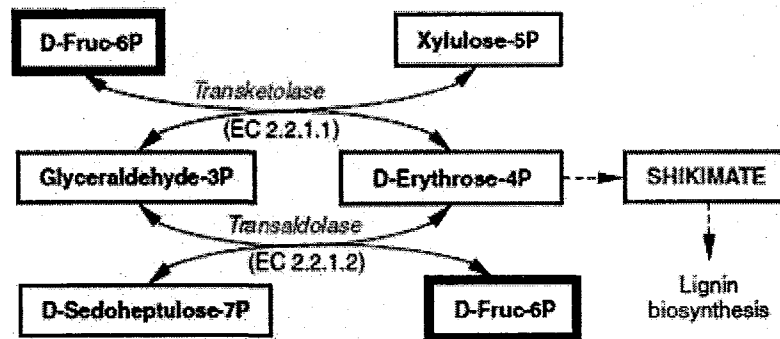 D-Fruc-6P
Xylulose-5P
Transketolase
(EC 2.2.1.1)
Glyceraldehyde-3P
D-Erythrose-4P
SHIKIMATE
Transaldolase
(EC 2.2.1.2)
D-Sedoheptulose-7P
D-Fruc-6P
Lignin
biosynthesis